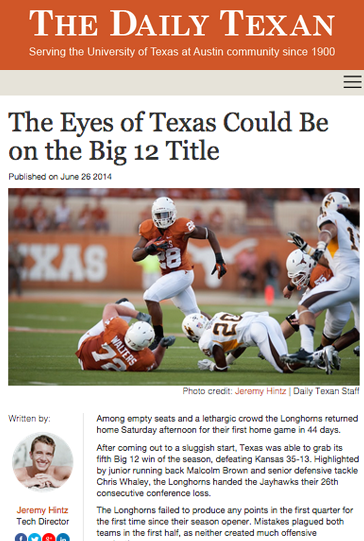 THE DAILY TEXAN
Serving the University of Texas at Austin community since 1900
The Eyes of Texas Could Be
on the Big 12 Title
Published on June 26 2014
TEXAS
28
WALTERS
72
20
Photo credit: Jeremy Hintz | Daily Texan Staff
Written by:
Jeremy Hintz
Tech Director
Among empty seats and a lethargic crowd the Longhorns returned
home Saturday afternoon for their first home game in 44 days.
After coming out to a sluggish start, Texas was able to grab its
fifth Big 12 win of the season, defeating Kansas 35-13. Highlighted
by junior running back Malcolm Brown and senior defensive tackle
Chris Whaley, the Longhorns handed the Jayhawks their 26th
consecutive conference loss.
The Longhorns failed to produce any points in the first quarter for
the first time since their season opener. Mistakes plagued both
teams in the first half, as neither created much offensive